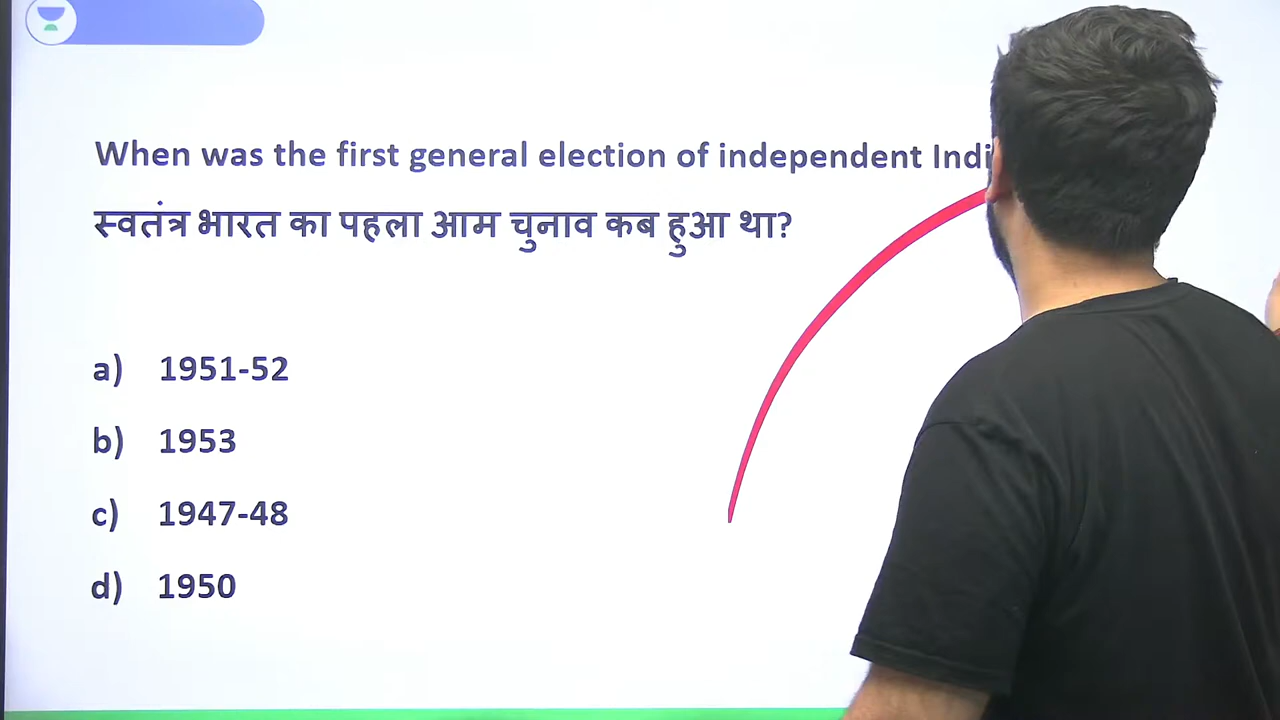 When was the first general election of independent Indi
स्वतंत्र भारत का पहला आम चुनाव कब हुआ था?
a) 1951-52
b) 1953
c) 1947-48
d) 1950